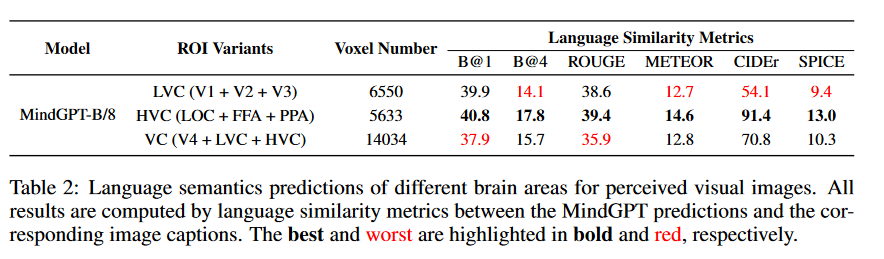 Model ROI Variants Voxel Number Language Similarity Metrics
B@1 B@4 ROUGE METEOR CIDEr SPICE
LVC (V1 + V2 + V3) 6550 39.9 14.1 38.6 12.7 54.1 9.4
MindGPT-B/8 HVC (LOC + FFA + PPA) 5633 40.8 17.8 39.4 14.6 91.4 13.0
VC (V4 + LVC + HVC) 14034 37.9 15.7 35.9 12.8 70.8 10.3
Table 2: Language semantics predictions of different brain areas for perceived visual images. All
results are computed by language similarity metrics between the MindGPT predictions and the cor-
responding image captions. The best and worst are highlighted in bold and red, respectively.